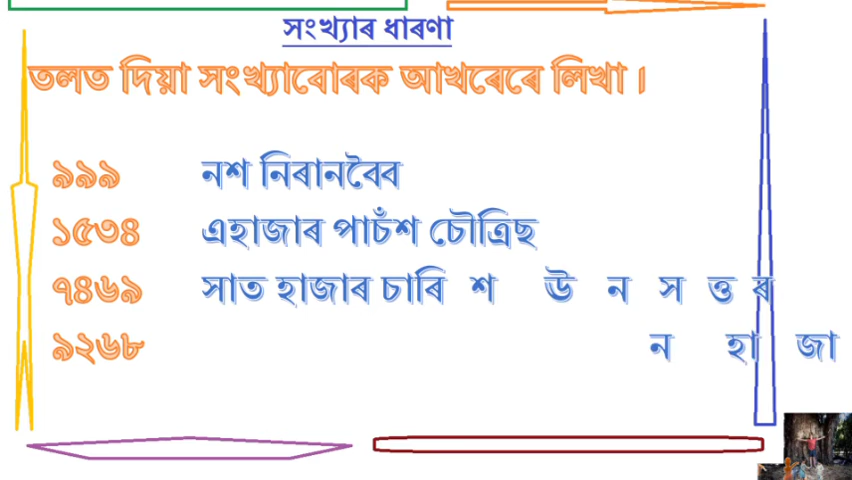 সংখ্যাৰ ধাৰণা
তলত দিয়া সংখ্যাবোৰক আখৰেৰে লিখা ।
৯৯৯ নশ নিৰানবৈব
১৫৩৪ এহাজাৰ পাচঁশ চৌত্ৰিছ
৭৪৬৯ সাত হাজাৰ চাৰি শ ঊ ন স ত্ত ৰ
৯২৬৮ ন হা জা